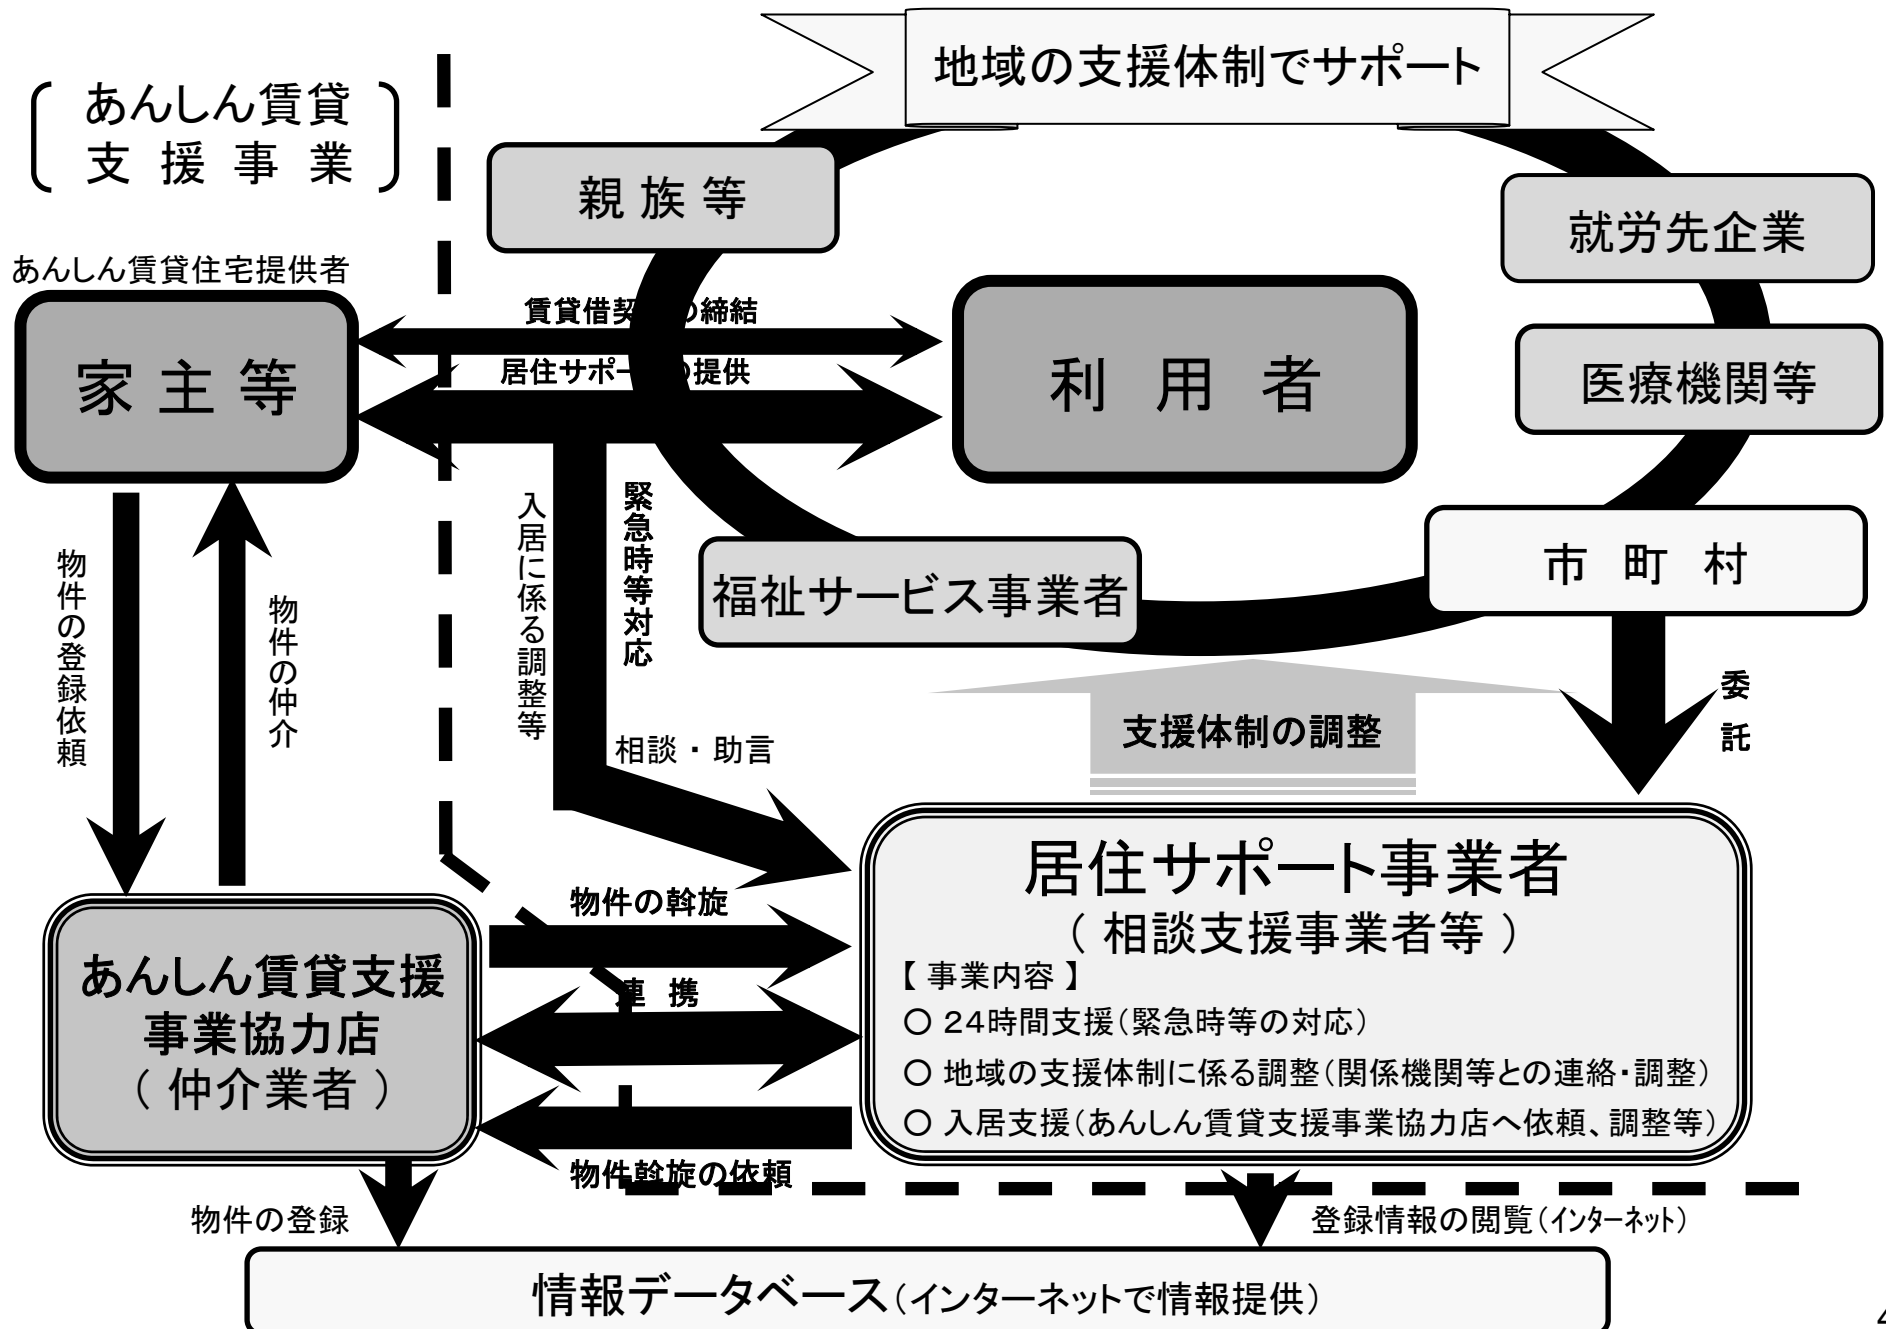 地域の支援体制でサポート
あんしん賃貸
支援事業
親族等
就労先企業
あんしん賃貸住宅提供者
家主等
賃貸借契の締結
居住サポーの提供
利用者
医療機関等
物件の登録依頼
物件の仲介
入居に係る調整等
緊急時等対応
福祉サービス事業者
市町村
委託
支援体制の調整
相談・助言
居住サポート事業者
（相談支援事業者等）
【事業内容】
○ 24時間支援（緊急時等の対応）
○ 地域の支援体制に係る調整（関係機関等との連絡・調整）
○ 入居支援（あんしん賃貸支援事業協力店へ依頼、調整等）
物件の斡旋
連携
物件斡旋の依頼
あんしん賃貸支援
事業協力店
（仲介業者）
物件の登録
登録情報の閲覧（インターネット）
情報データベース（インターネットで情報提供）